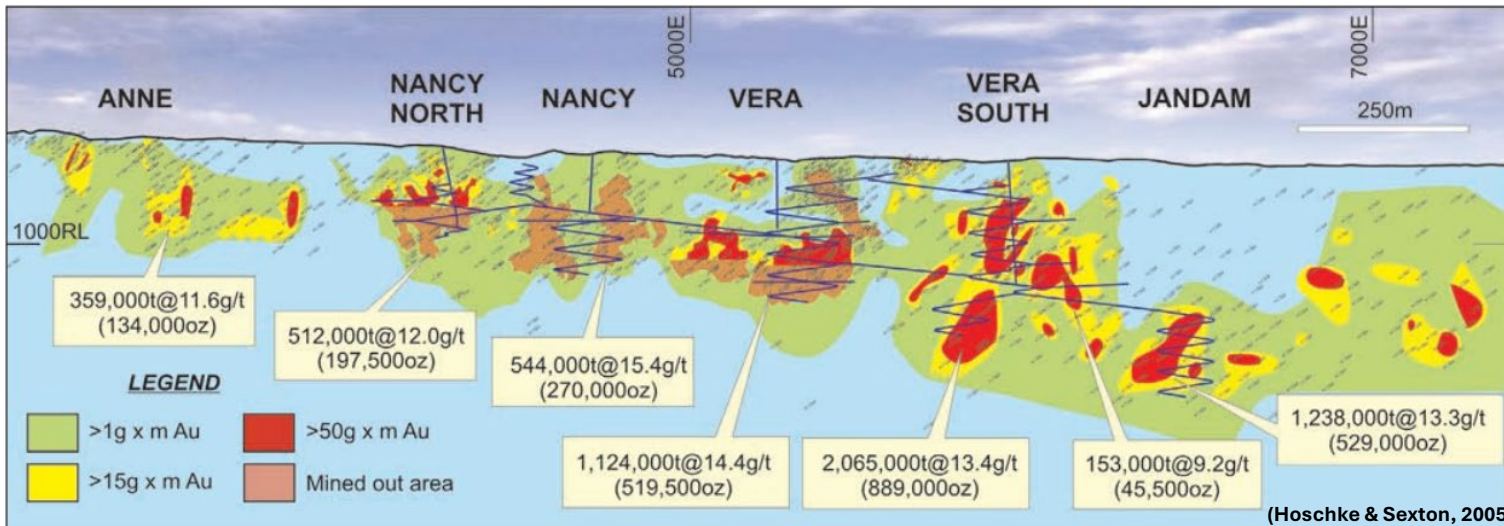 5000E
7000E
ANNE
NANCY
NORTH
NANCY
VERA
VERA
SOUTH
JANDAM
250m
1000RL
359,000t@11.6g/t
(134,000oz)
512,000t@12.0g/t
(197,500oz)
544,000t@15.4g/t
(270,000oz)
1,124,000t@14.4g/t
(519,500oz)
2,065,000t@13.4g/t
(889,000oz)
153,000t@9.2g/t
(45,500oz)
1,238,000t@13.3g/t
(529,000oz)
LEGEND
>1g x m Au
>50g x m Au
>15g x m Au
Mined out area
(Hoschke & Sexton, 2005